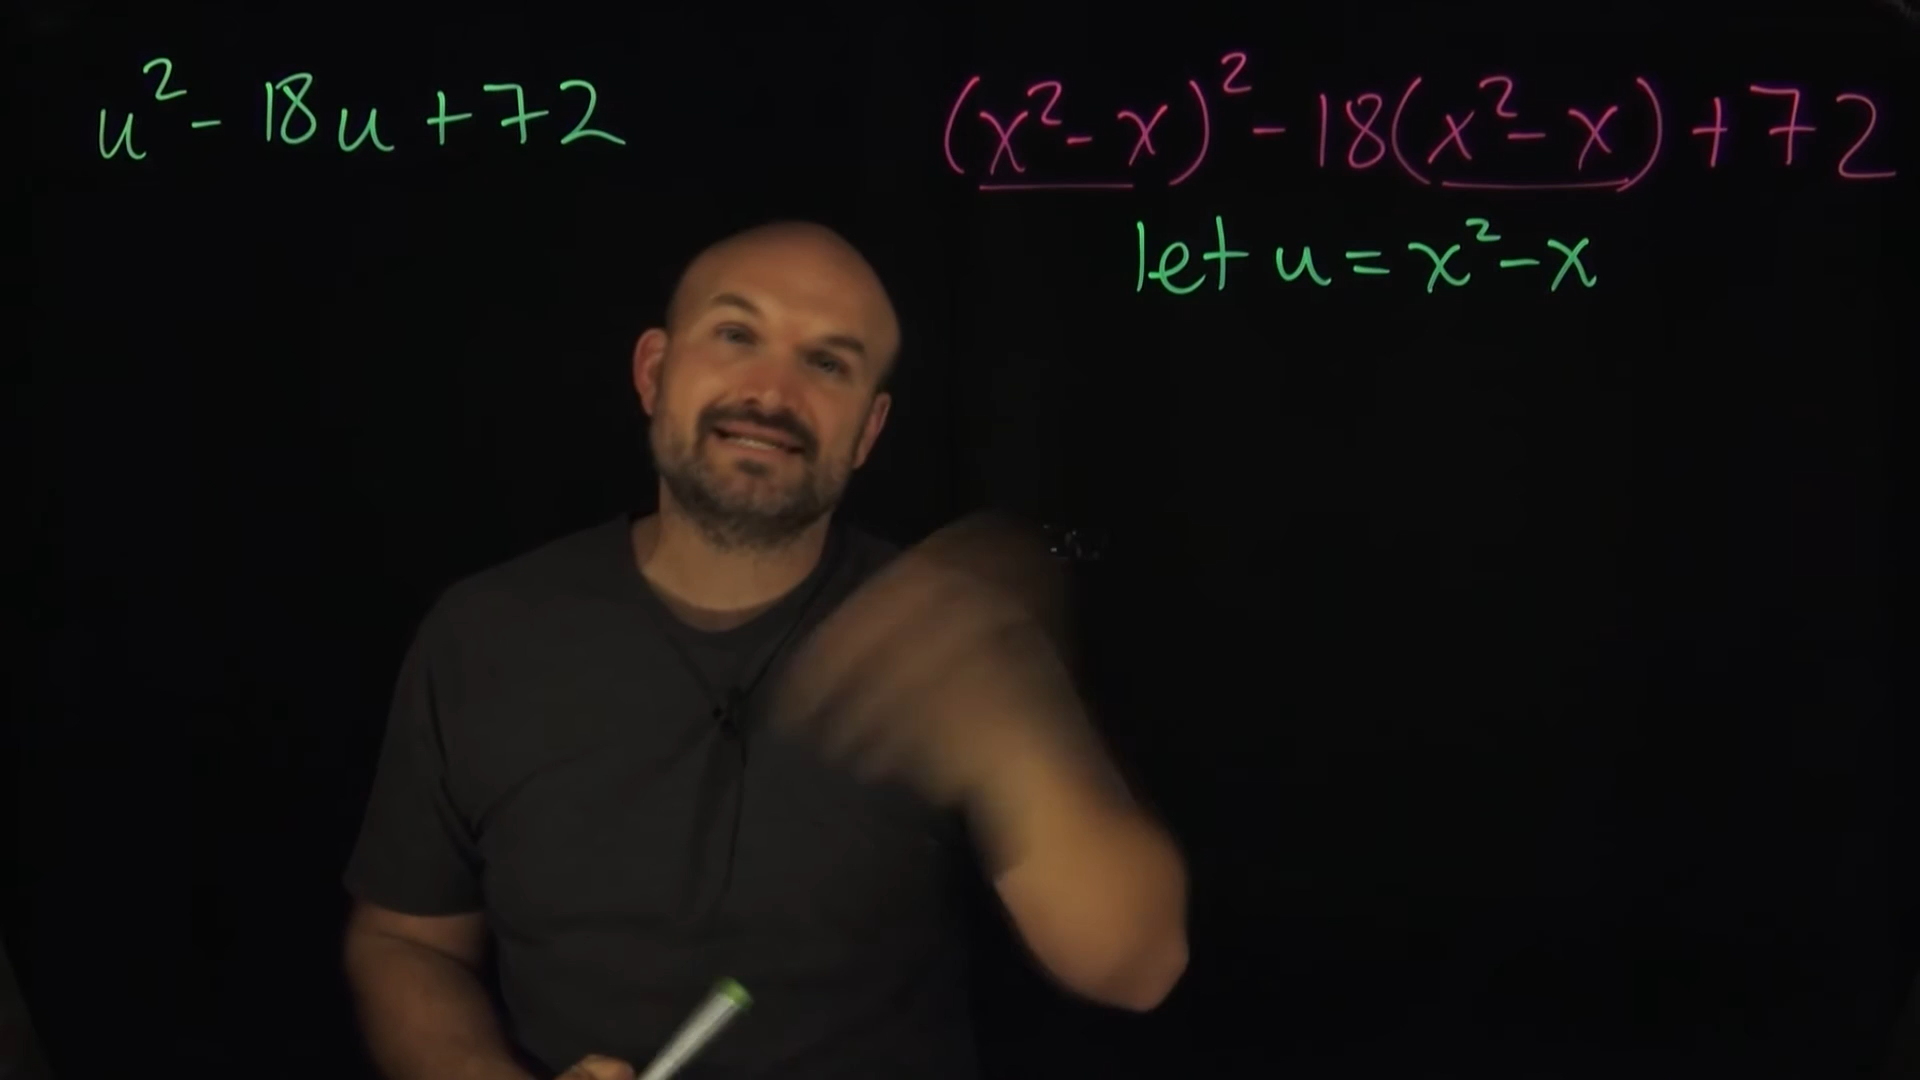 u² - 18u + 72
(x² - x)² - 18(x² - x) + 72
let u = x² - x